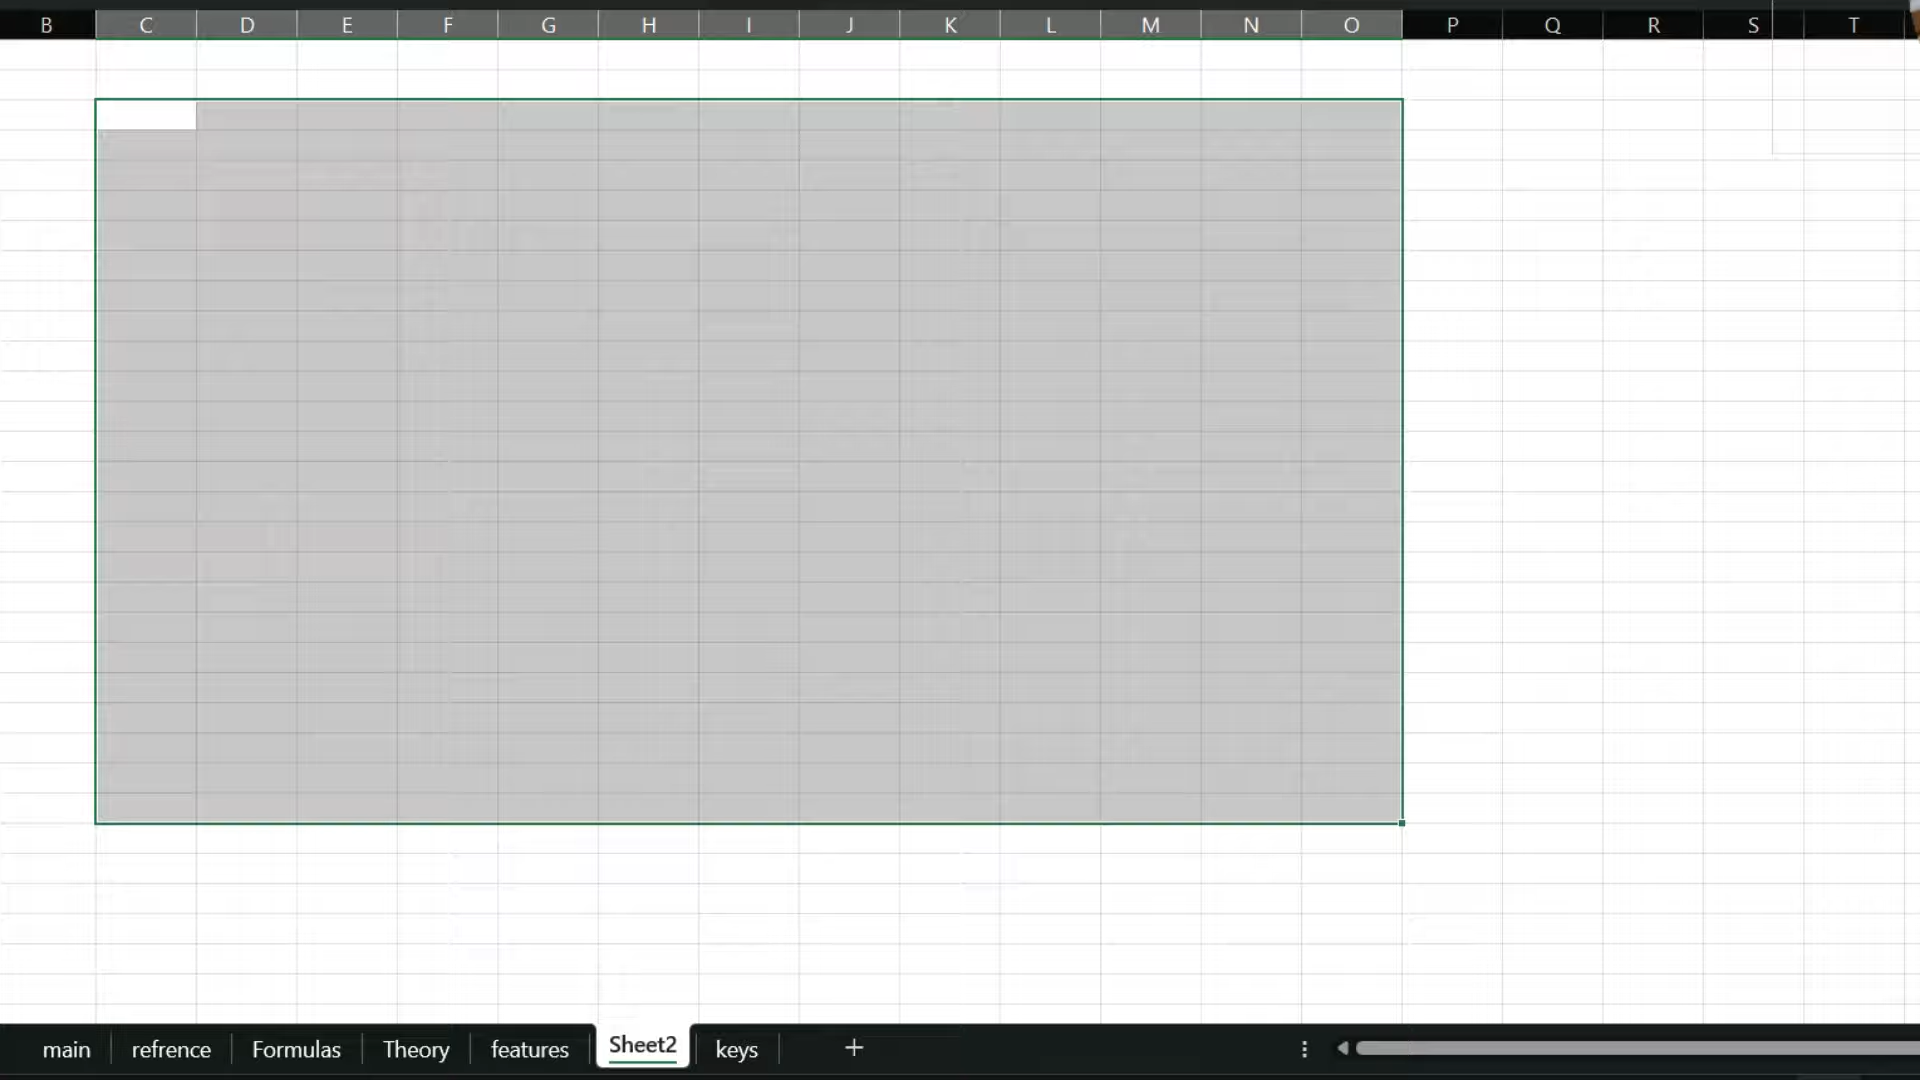 B C D E F G H I J K L M N O P Q R S T
main refrence Formulas Theory features Sheet2 keys +